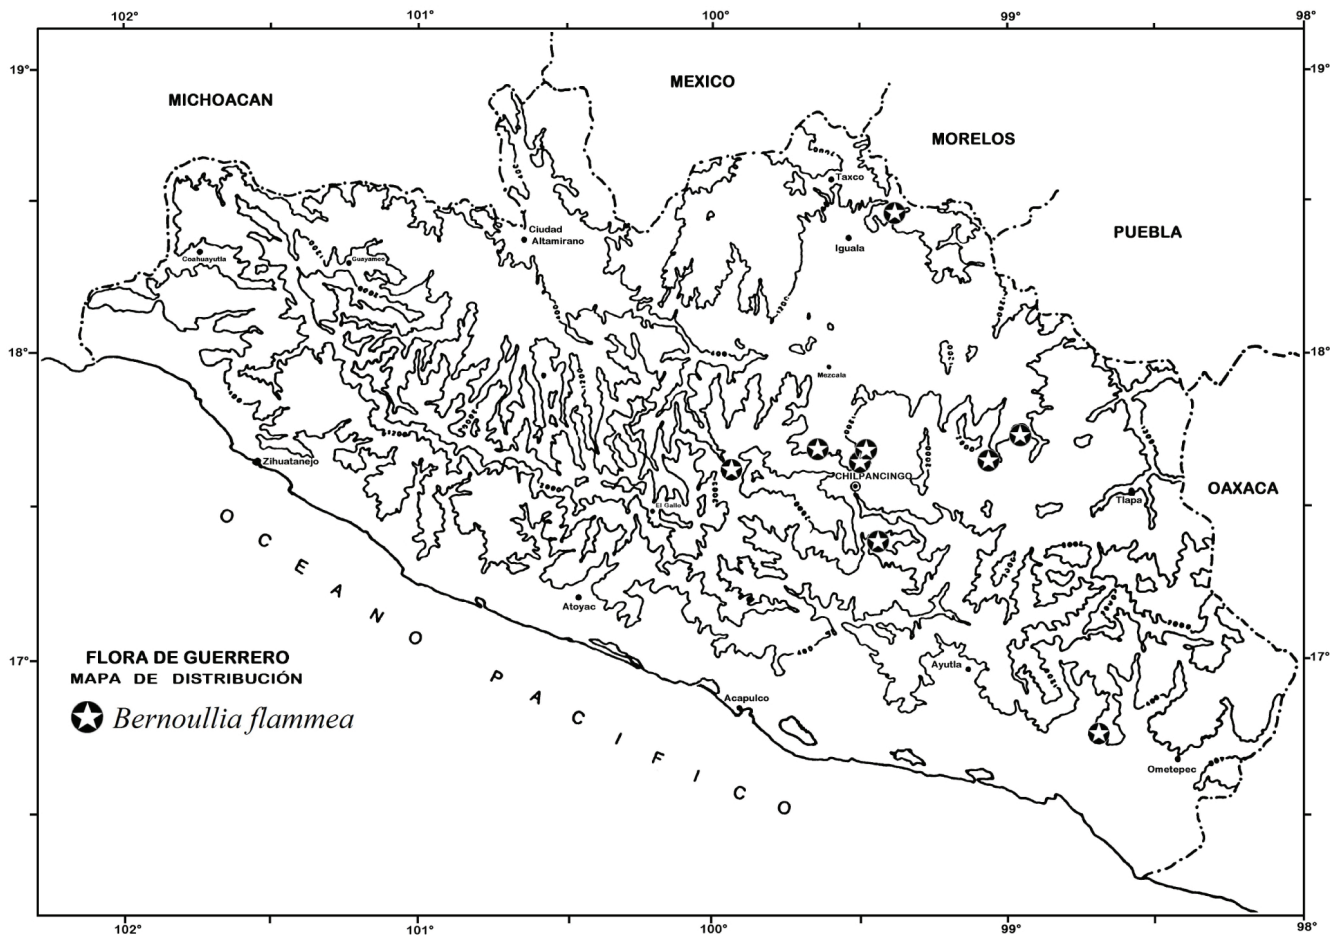 102° 101° 100° 99° 98°
19° 19°
MEXICO
MICHOACAN
MORELOS
Taxco
Ciudad
Altamirano
PUEBLA
Iguala
Coahuayutla
Guayameo
18° 18°
Mezcala
Zihuatanejo
CHILPANCINGO
OAXACA
Tlapa
El Gallo
Atoyac
OCEANO PACIFICO
17° 17°
Ayutla
FLORA DE GUERRERO
MAPA DE DISTRIBUCIÓN
Bernoullia flammea
Acapulco
Ometepec
102° 101° 100° 99° 98°